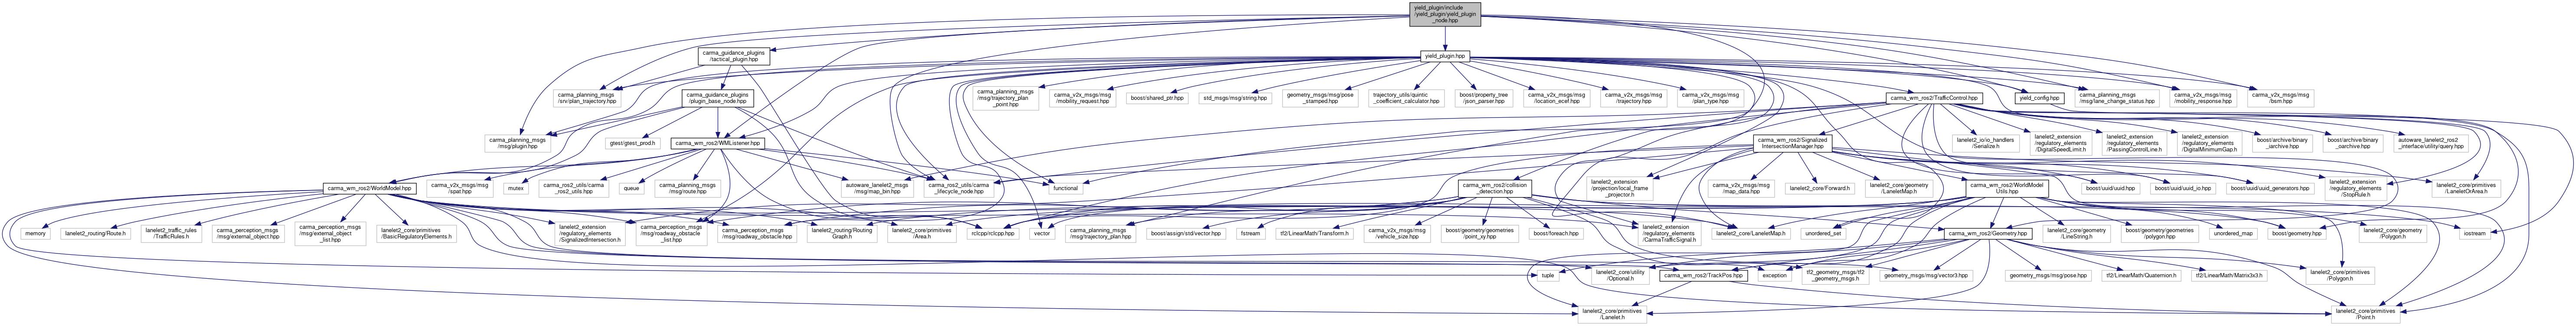 yield_plugin/include
/yield_plugin/yield_plugin
_node.hpp
carma_guidance_plugins
/tactical_plugin.hpp
yield_plugin.hpp
carma_planning_msgs
/srv/plan_trajectory.hpp
carma_guidance_plugins
/plugin_base_node.hpp
carma_planning_msgs
/msg/trajectory_plan
_point.hpp
carma_v2x_msgs/msg
/mobility_request.hpp
boost/shared_ptr.hpp
std_msgs/msg/string.hpp
geometry_msgs/msg/pose
_stamped.hpp
trajectory_utils/quintic
_coefficient_calculator.hpp
boost/property_tree
/json_parser.hpp
carma_v2x_msgs/msg
/location_ecef.hpp
carma_v2x_msgs/msg
/trajectory.hpp
carma_v2x_msgs/msg
/plan_type.hpp
carma_wm_ros2/TrafficControl.hpp
yield_config.hpp
carma_planning_msgs
/msg/lane_change_status.hpp
carma_v2x_msgs/msg
/mobility_response.hpp
carma_v2x_msgs/msg
/bsm.hpp
carma_planning_msgs
/msg/plugin.hpp
gtest/gtest_prod.h
carma_wm_ros2/WMListener.hpp
carma_wm_ros2/Signalized
IntersectionManager.hpp
lanelet2_io/io_handlers
/Serialize.h
lanelet2_extension
/regulatory_elements
/DigitalSpeedLimit.h
lanelet2_extension
/regulatory_elements
/PassingControlLine.h
lanelet2_extension
/regulatory_elements
/DigitalMinimumGap.h
boost/archive/binary
_iarchive.hpp
boost/archive/binary
_oarchive.hpp
autoware_lanelet2_ros2
_interface/utility/query.hpp
carma_wm_ros2/WorldModel.hpp
carma_v2x_msgs/msg
/spat.hpp
mutex
carma_ros2_utils/carma
_ros2_utils.hpp
queue
carma_planning_msgs
/msg/route.hpp
autoware_lanelet2_msgs
/msg/map_bin.hpp
carma_ros2_utils/carma
_lifecycle_node.hpp
functional
carma_wm_ros2/collision
_detection.hpp
lanelet2_extension
/projection/local_frame
_projector.h
carma_v2x_msgs/msg
/map_data.hpp
lanelet2_core/Forward.h
lanelet2_core/geometry
/LaneletMap.h
carma_wm_ros2/WorldModel
Utils.hpp
boost/uuid/uuid.hpp
boost/uuid/uuid_io.hpp
boost/uuid/uuid_generators.hpp
lanelet2_extension
/regulatory_elements
/StopRule.h
lanelet2_core/primitives
/LaneletOrArea.h
memory
lanelet2_routing/Route.h
lanelet2_traffic_rules
/TrafficRules.h
carma_perception_msgs
/msg/external_object.hpp
carma_perception_msgs
/msg/external_object
_list.hpp
lanelet2_core/primitives
/BasicRegulatoryElements.h
lanelet2_extension
/regulatory_elements
/SignalizedIntersection.h
carma_perception_msgs
/msg/roadway_obstacle
_list.hpp
carma_perception_msgs
/msg/roadway_obstacle.hpp
lanelet2_routing/Routing
Graph.h
lanelet2_core/primitives
/Area.h
rclcpp/rclcpp.hpp
vector
carma_planning_msgs
/msg/trajectory_plan.hpp
boost/assign/std/vector.hpp
fstream
tf2/LinearMath/Transform.h
carma_v2x_msgs/msg
/vehicle_size.hpp
boost/geometry/geometries
/point_xy.hpp
boost/foreach.hpp
lanelet2_extension
/regulatory_elements
/CarmaTrafficSignal.h
lanelet2_core/LaneletMap.h
unordered_set
carma_wm_ros2/Geometry.hpp
lanelet2_core/geometry
/LineString.h
boost/geometry/geometries
/polygon.hpp
unordered_map
boost/geometry.hpp
lanelet2_core/geometry
/Polygon.h
iostream
tuple
lanelet2_core/utility
/Optional.h
carma_wm_ros2/TrackPos.hpp
exception
tf2_geometry_msgs/tf2
_geometry_msgs.h
geometry_msgs/msg/vector3.hpp
geometry_msgs/msg/pose.hpp
tf2/LinearMath/Quaternion.h
tf2/LinearMath/Matrix3x3.h
lanelet2_core/primitives
/Polygon.h
lanelet2_core/primitives
/Lanelet.h
lanelet2_core/primitives
/Point.h